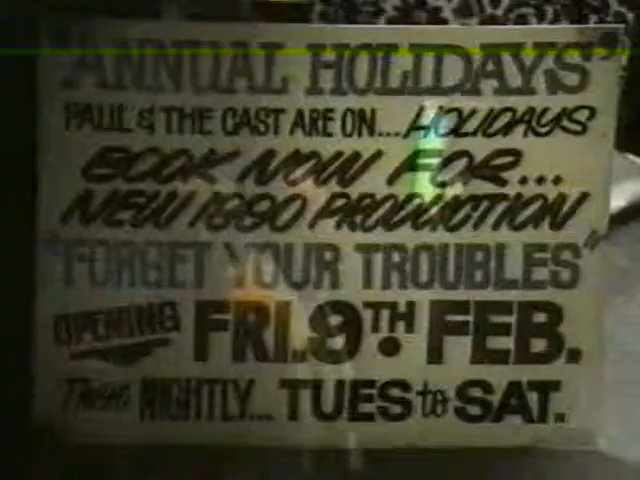 "ANNUAL HOLIDAYS"
PAUL & THE CAST ARE ON... HOLIDAYS
BOOK NOW FOR...
NEW 1990 PRODUCTION
"FORGET YOUR TROUBLES"
OPENING FRI. 9TH FEB.
Then NIGHTLY... TUES to SAT.